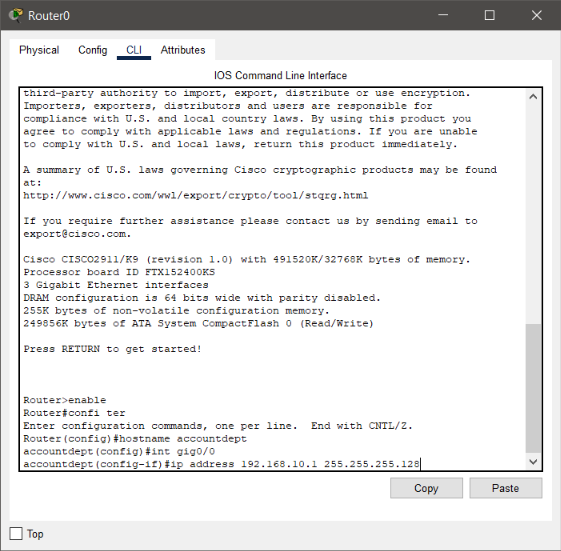 Router0
Physical Config CLI Attributes
IOS Command Line Interface
third-party authority to import, export, distribute or use encryption.
Importers, exporters, distributors and users are responsible for
compliance with U.S. and local country laws. By using this product you
agree to comply with applicable laws and regulations. If you are unable
to comply with U.S. and local laws, return this product immediately.
A summary of U.S. laws governing Cisco cryptographic products may be found
at:
http://www.cisco.com/wwl/export/crypto/tool/stqrg.html
If you require further assistance please contact us by sending email to
export@cisco.com.
Cisco CISCO2911/K9 (revision 1.0) with 491520K/32768K bytes of memory.
Processor board ID FTX152400KS
3 Gigabit Ethernet interfaces
DRAM configuration is 64 bits wide with parity disabled.
255K bytes of non-volatile configuration memory.
249856K bytes of ATA System CompactFlash 0 (Read/Write)
Press RETURN to get started!
Router>enable
Router#confi ter
Enter configuration commands, one per line.  End with CNTL/Z.
Router(config)#hostname accountdept
accountdept(config)#int gig0/0
accountdept(config-if)#ip address 192.168.10.1 255.255.255.128
Copy Paste
Top